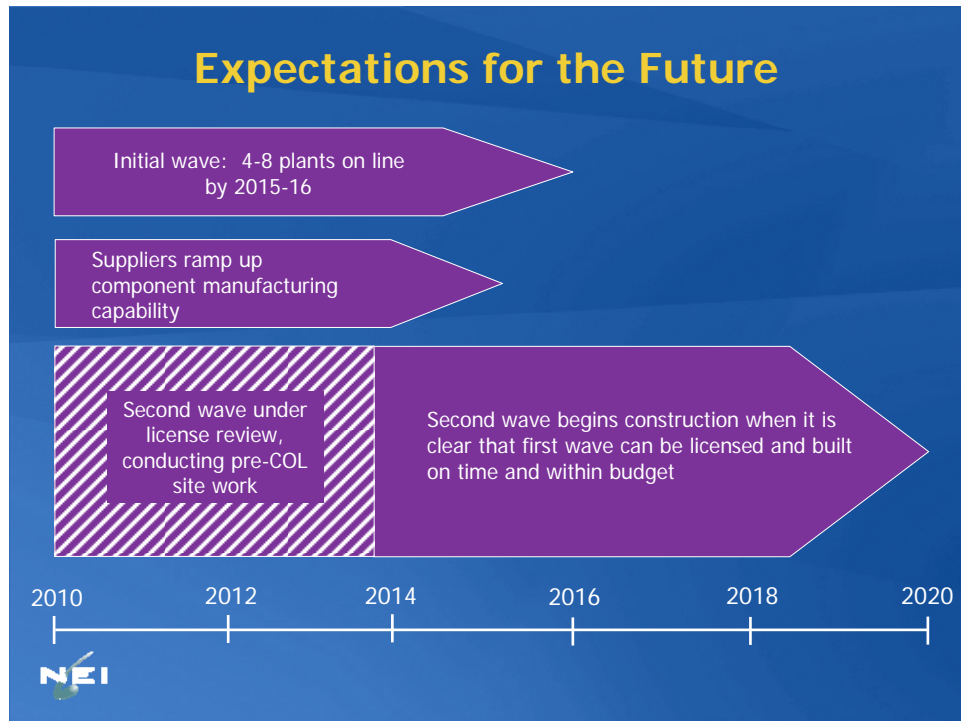 Expectations for the Future
Initial wave: 4-8 plants on line
by 2015-16
Suppliers ramp up
component manufacturing
capability
Second wave under
license review,
conducting pre-COL
site work
Second wave begins construction when it is
clear that first wave can be licensed and built
on time and within budget
2010 2012 2014 2016 2018 2020
NEI